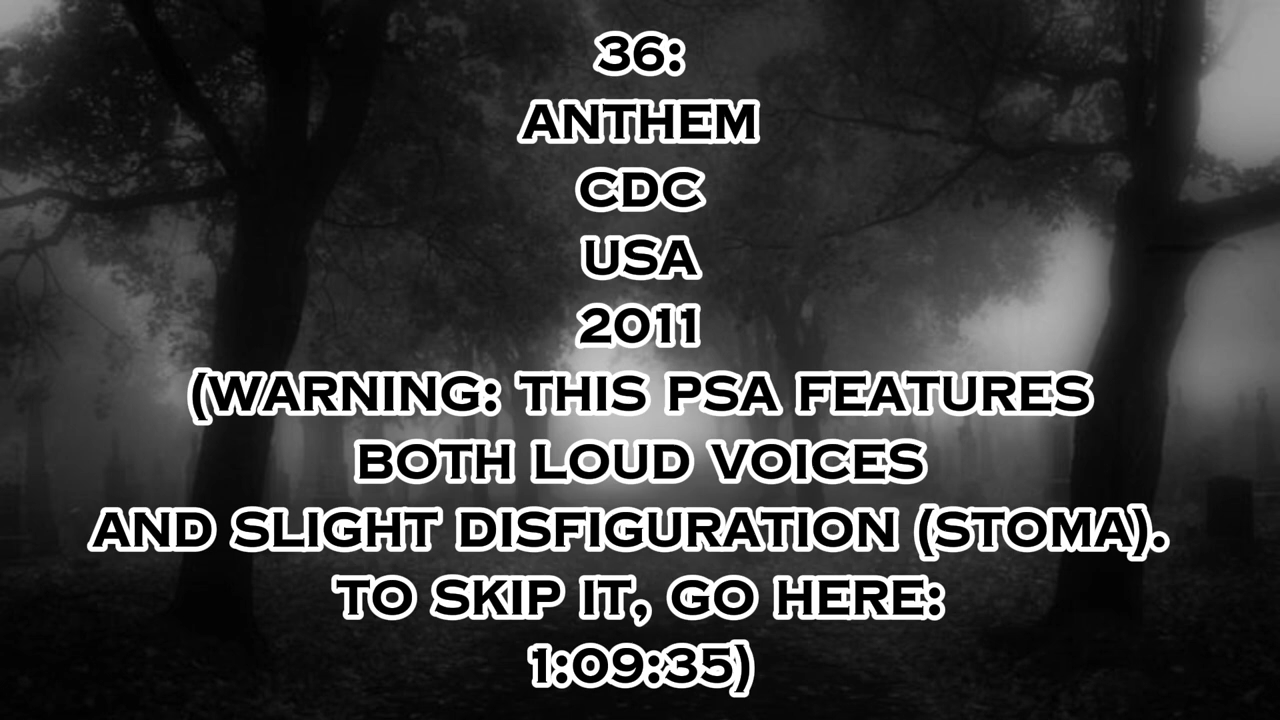 36:
ANTHEM
CDC
USA
2011
(WARNING: THIS PSA FEATURES
BOTH LOUD VOICES
AND SLIGHT DISFIGURATION (STOMA).
TO SKIP IT, GO HERE:
1:09:35)